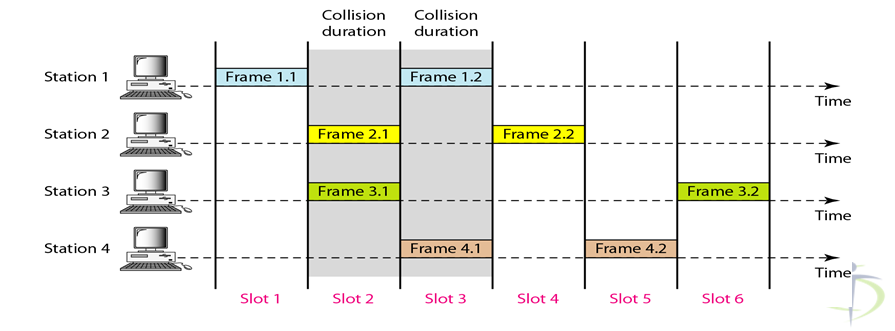 Collision
duration
Collision
duration
Station 1
Frame 1.1
Frame 1.2
Time
Station 2
Frame 2.1
Frame 2.2
Time
Station 3
Frame 3.1
Frame 3.2
Time
Station 4
Frame 4.1
Frame 4.2
Time
Slot 1
Slot 2
Slot 3
Slot 4
Slot 5
Slot 6